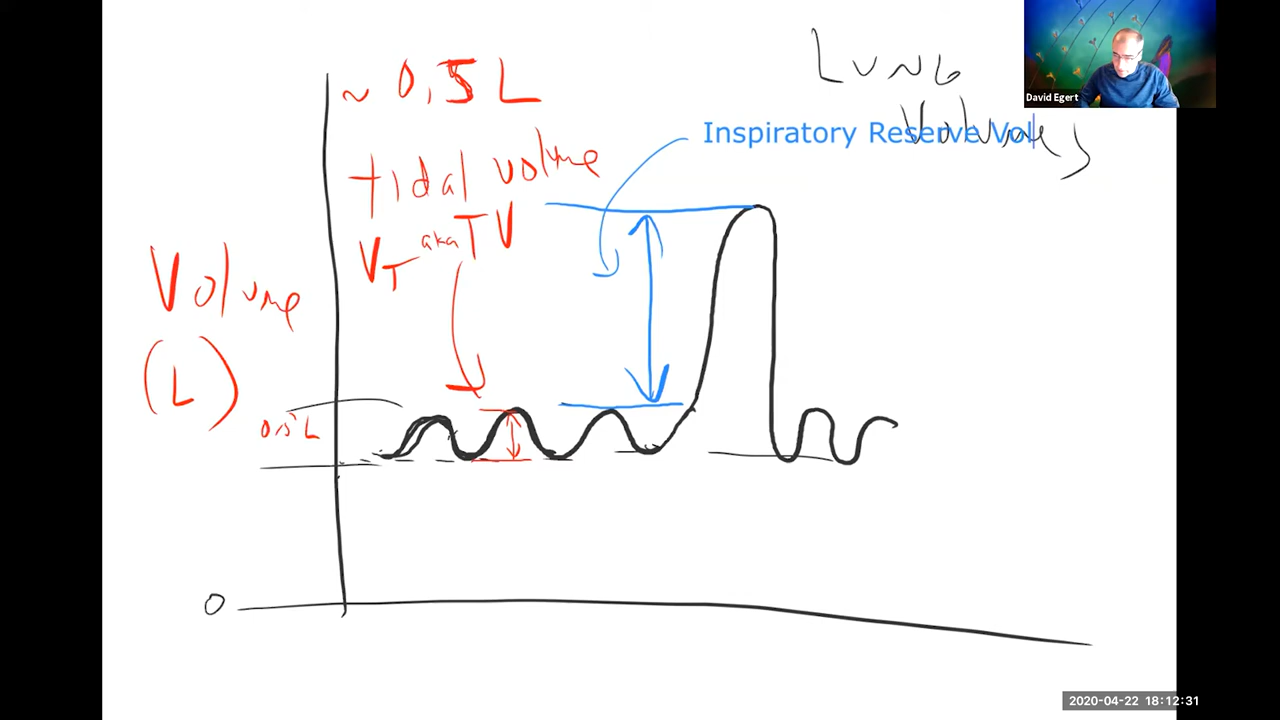 Lung
Volumes
David Egert
Inspiratory Reserve Vol
~ 0,5 L
tidal volume
VT aka TV
Volume
(L)
0,5 L
0
2020-04-22 18:12:31